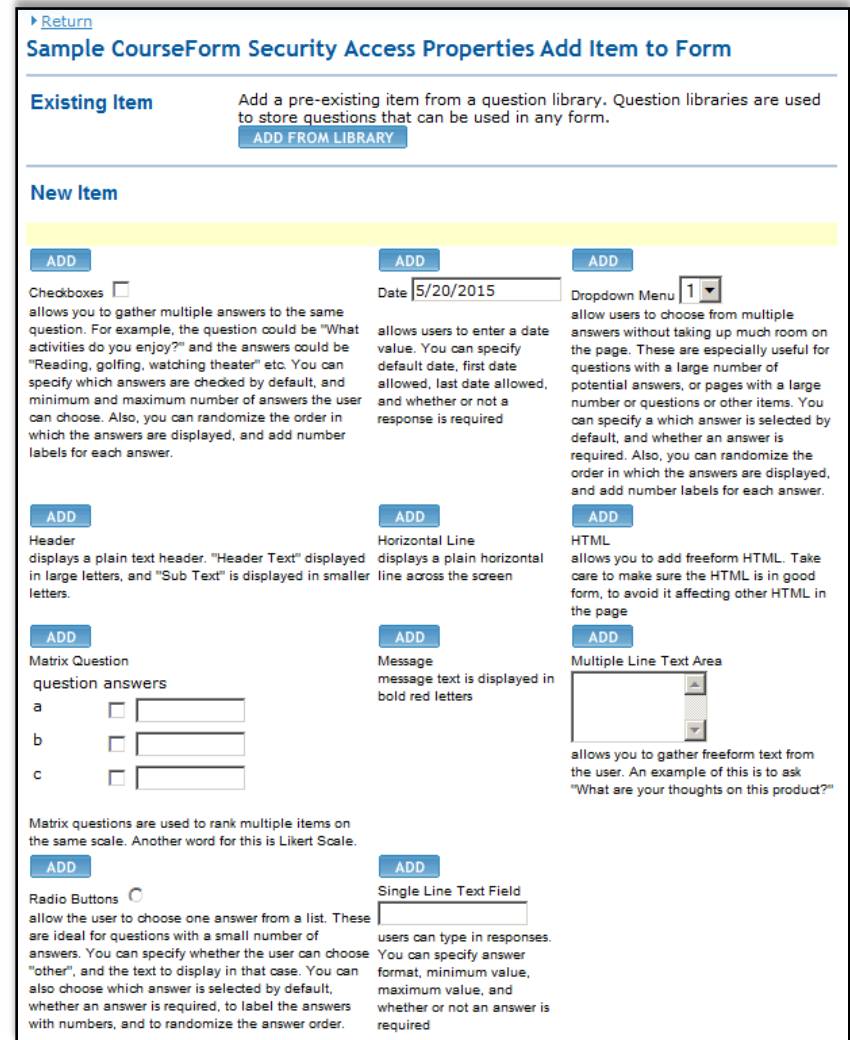 Return
Sample CourseForm Security Access Properties Add Item to Form
Existing Item
Add a pre-existing item from a question library. Question libraries are used
to store questions that can be used in any form.
ADD FROM LIBRARY
New Item
ADD
Checkboxes
allows you to gather multiple answers to the same
question. For example, the question could be "What
activities do you enjoy?" and the answers could be
"Reading, golfing, watching theater" etc. You can
specify which answers are checked by default, and
minimum and maximum number of answers the user
can choose. Also, you can randomize the order in
which the answers are displayed, and add number
labels for each answer.
ADD
Date 5/20/2015
allows users to enter a date
value. You can specify
default date, first date
allowed, last date allowed,
and whether or not a
response is required
ADD
Dropdown Menu 1
allow users to choose from multiple
answers without taking up much room on
the page. These are especially useful for
questions with a large number of
potential answers, or pages with a large
number or questions or other items. You
can specify a which answer is selected by
default, and whether an answer is
required. Also, you can randomize the
order in which the answers are displayed,
and add number labels for each answer.
ADD
Header
displays a plain text header. "Header Text" displayed
in large letters, and "Sub Text" is displayed in smaller
letters.
ADD
Horizontal Line
displays a plain horizontal
line across the screen
ADD
HTML
allows you to add freeform HTML. Take
care to make sure the HTML is in good
form, to avoid it affecting other HTML in
the page
ADD
Matrix Question
question answers
a
b
c
Matrix questions are used to rank multiple items on
the same scale. Another word for this is Likert Scale.
ADD
Message
message text is displayed in
bold red letters
ADD
Multiple Line Text Area
allows you to gather freeform text from
the user. An example of this is to ask
"What are your thoughts on this product?"
ADD
Radio Buttons
allow the user to choose one answer from a list. These
are ideal for questions with a small number of
answers. You can specify whether the user can choose
"other", and the text to display in that case. You can
also choose which answer is selected by default,
whether an answer is required, to label the answers
with numbers, and to randomize the answer order.
ADD
Single Line Text Field
users can type in responses.
You can specify answer
format, minimum value,
maximum value, and
whether or not an answer is
required